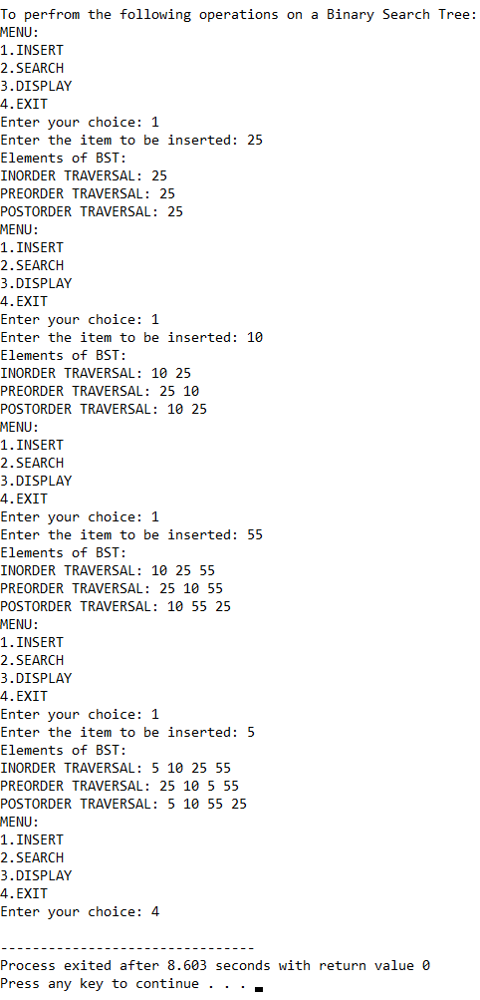 To perfrom the following operations on a Binary Search Tree:
MENU:
1.INSERT
2.SEARCH
3.DISPLAY
4.EXIT
Enter your choice: 1
Enter the item to be inserted: 25
Elements of BST:
INORDER TRAVERSAL: 25
PREORDER TRAVERSAL: 25
POSTORDER TRAVERSAL: 25
MENU:
1.INSERT
2.SEARCH
3.DISPLAY
4.EXIT
Enter your choice: 1
Enter the item to be inserted: 10
Elements of BST:
INORDER TRAVERSAL: 10 25
PREORDER TRAVERSAL: 25 10
POSTORDER TRAVERSAL: 10 25
MENU:
1.INSERT
2.SEARCH
3.DISPLAY
4.EXIT
Enter your choice: 1
Enter the item to be inserted: 55
Elements of BST:
INORDER TRAVERSAL: 10 25 55
PREORDER TRAVERSAL: 25 10 55
POSTORDER TRAVERSAL: 10 55 25
MENU:
1.INSERT
2.SEARCH
3.DISPLAY
4.EXIT
Enter your choice: 1
Enter the item to be inserted: 5
Elements of BST:
INORDER TRAVERSAL: 5 10 25 55
PREORDER TRAVERSAL: 25 10 5 55
POSTORDER TRAVERSAL: 5 10 55 25
MENU:
1.INSERT
2.SEARCH
3.DISPLAY
4.EXIT
Enter your choice: 4
--------------------------------
Process exited after 8.603 seconds with return value 0
Press any key to continue . . .